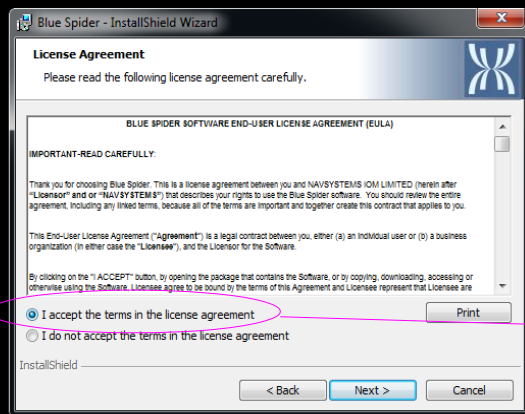 Blue Spider - InstallShield Wizard
License Agreement
Please read the following license agreement carefully.
BLUE SPIDER SOFTWARE END-USER LICENSE AGREEMENT (EULA)
IMPORTANT-READ CAREFULLY:
Thank you for choosing Blue Spider. This is a license agreement between you and NAVSYSTEMS IOM LIMITED (herein after
"Licensor" and or "NAVSYSTEMS") that describes your rights to use the Blue Spider software. You should review the entire
agreement, including any linked terms, because all of the terms are important and together create this contract that applies to you.
This End-User License Agreement ("Agreement") is a legal contract between you, either (a) an individual user or (b) a business
organization (in either case the "Licensee"), and the Licensor for the Software.
By clicking on the "I ACCEPT" button, by opening the package that contains the Software, or by copying, downloading, accessing or
otherwise using the Software, Licensee agree to be bound by the terms of this Agreement and Licensee represent that Licensee are
I accept the terms in the license agreement
Print
I do not accept the terms in the license agreement
InstallShield
< Back
Next >
Cancel